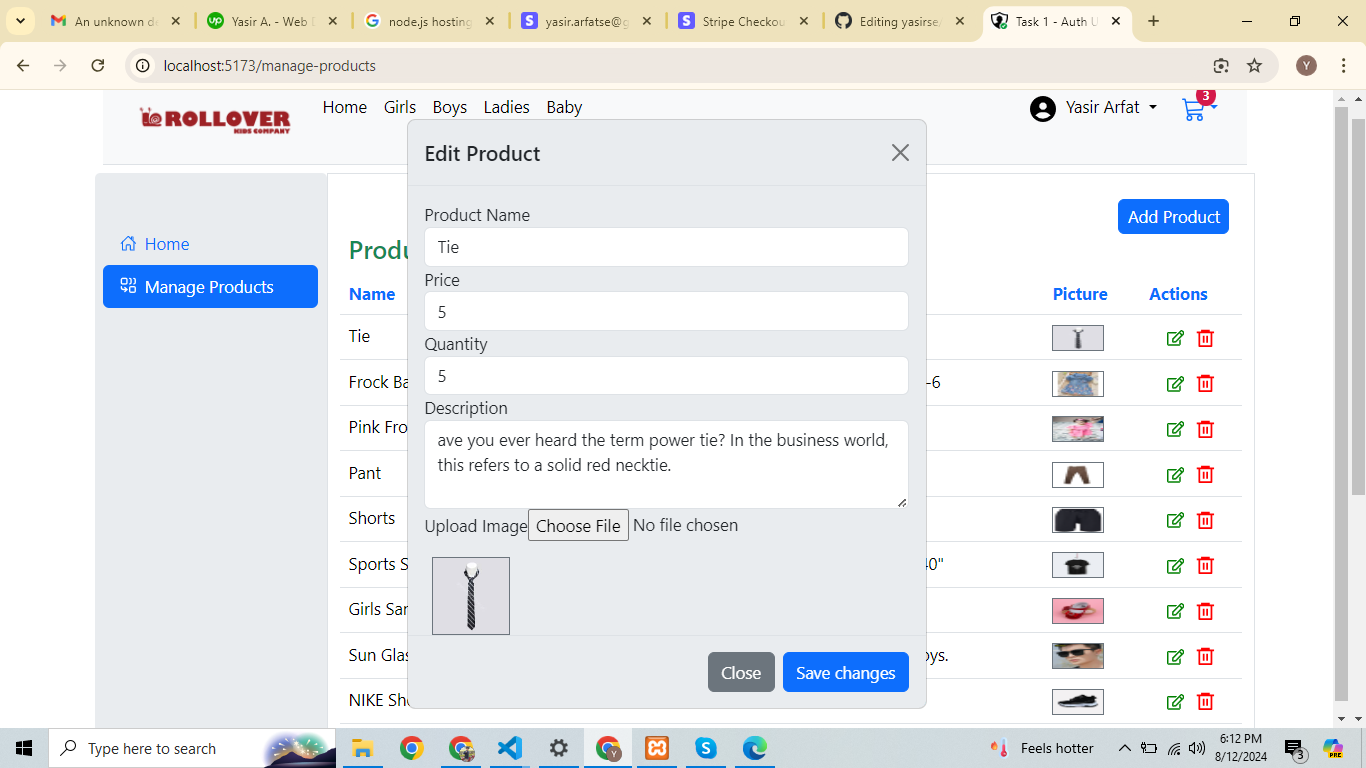 An unknown de
Yasir A. - Web D
node.js hosting
yasir.arfatse@g
Stripe Checkou
Editing yasirse/
Task 1 - Auth U
localhost:5173/manage-products
Y
ROLLOVER
KIDS COMPANY
Home Girls Boys Ladies Baby
Yasir Arfat
3
Edit Product
Home
Manage Products
Add Product
Produ
Name
Picture
Actions
Product Name
Tie
Price
5
Quantity
5
Description
ave you ever heard the term power tie? In the business world,
this refers to a solid red necktie.
Upload Image Choose File No file chosen
Close Save changes
Tie
Frock Ba
-6
Pink Fro
Pant
Shorts
Sports S
40"
Girls Sar
Sun Glas
oys.
NIKE Sho
Type here to search
Feels hotter
6:12 PM
8/12/2024
3
PRE